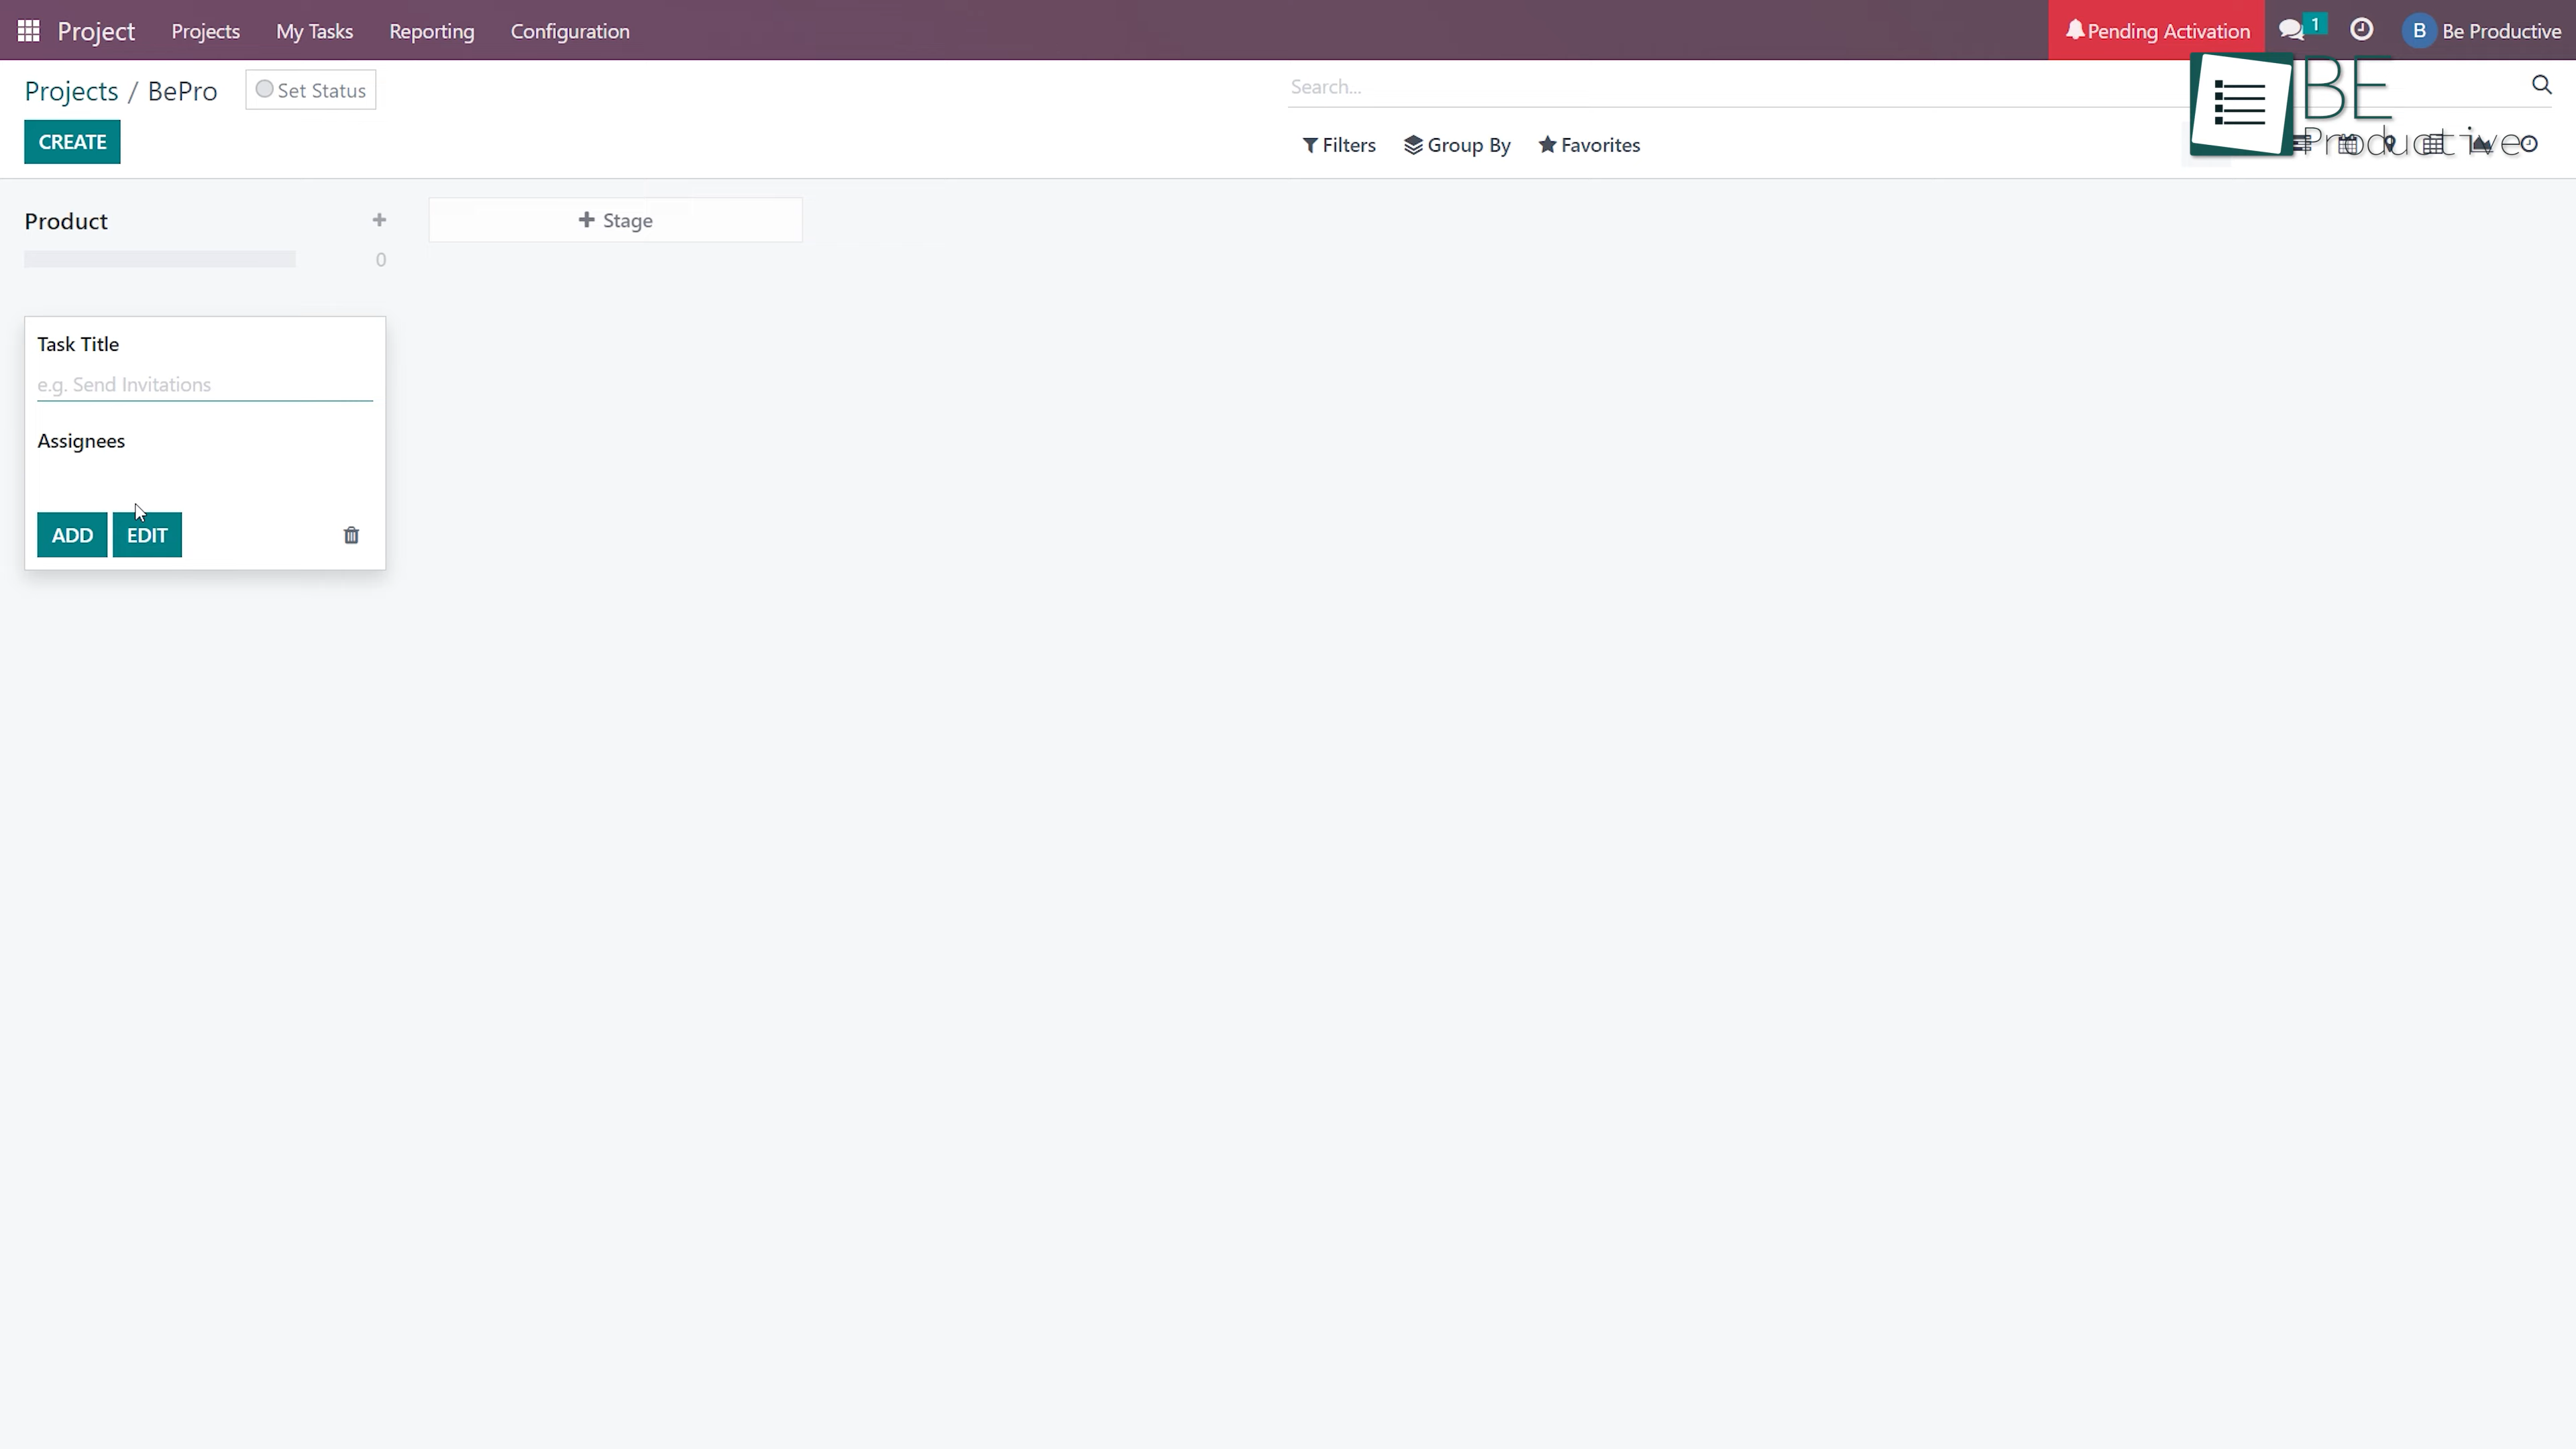 Project Projects My Tasks Reporting Configuration Pending Activation 1 B Be Productive
Projects / BePro Set Status Search...
BE
Productive
CREATE Filters Group By Favorites
Product
Stage
0
Task Title
e.g. Send Invitations
Assignees
ADD EDIT